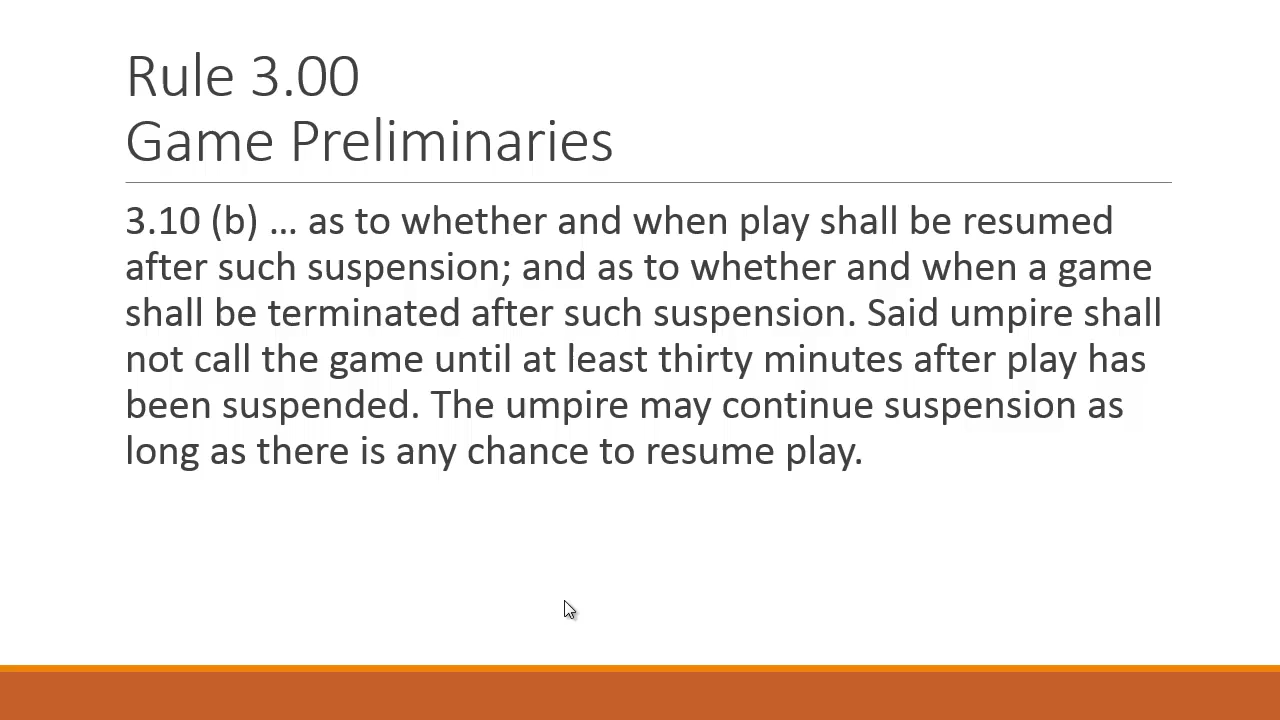 Rule 3.00
Game Preliminaries
3.10 (b) … as to whether and when play shall be resumed
after such suspension; and as to whether and when a game
shall be terminated after such suspension. Said umpire shall
not call the game until at least thirty minutes after play has
been suspended. The umpire may continue suspension as
long as there is any chance to resume play.